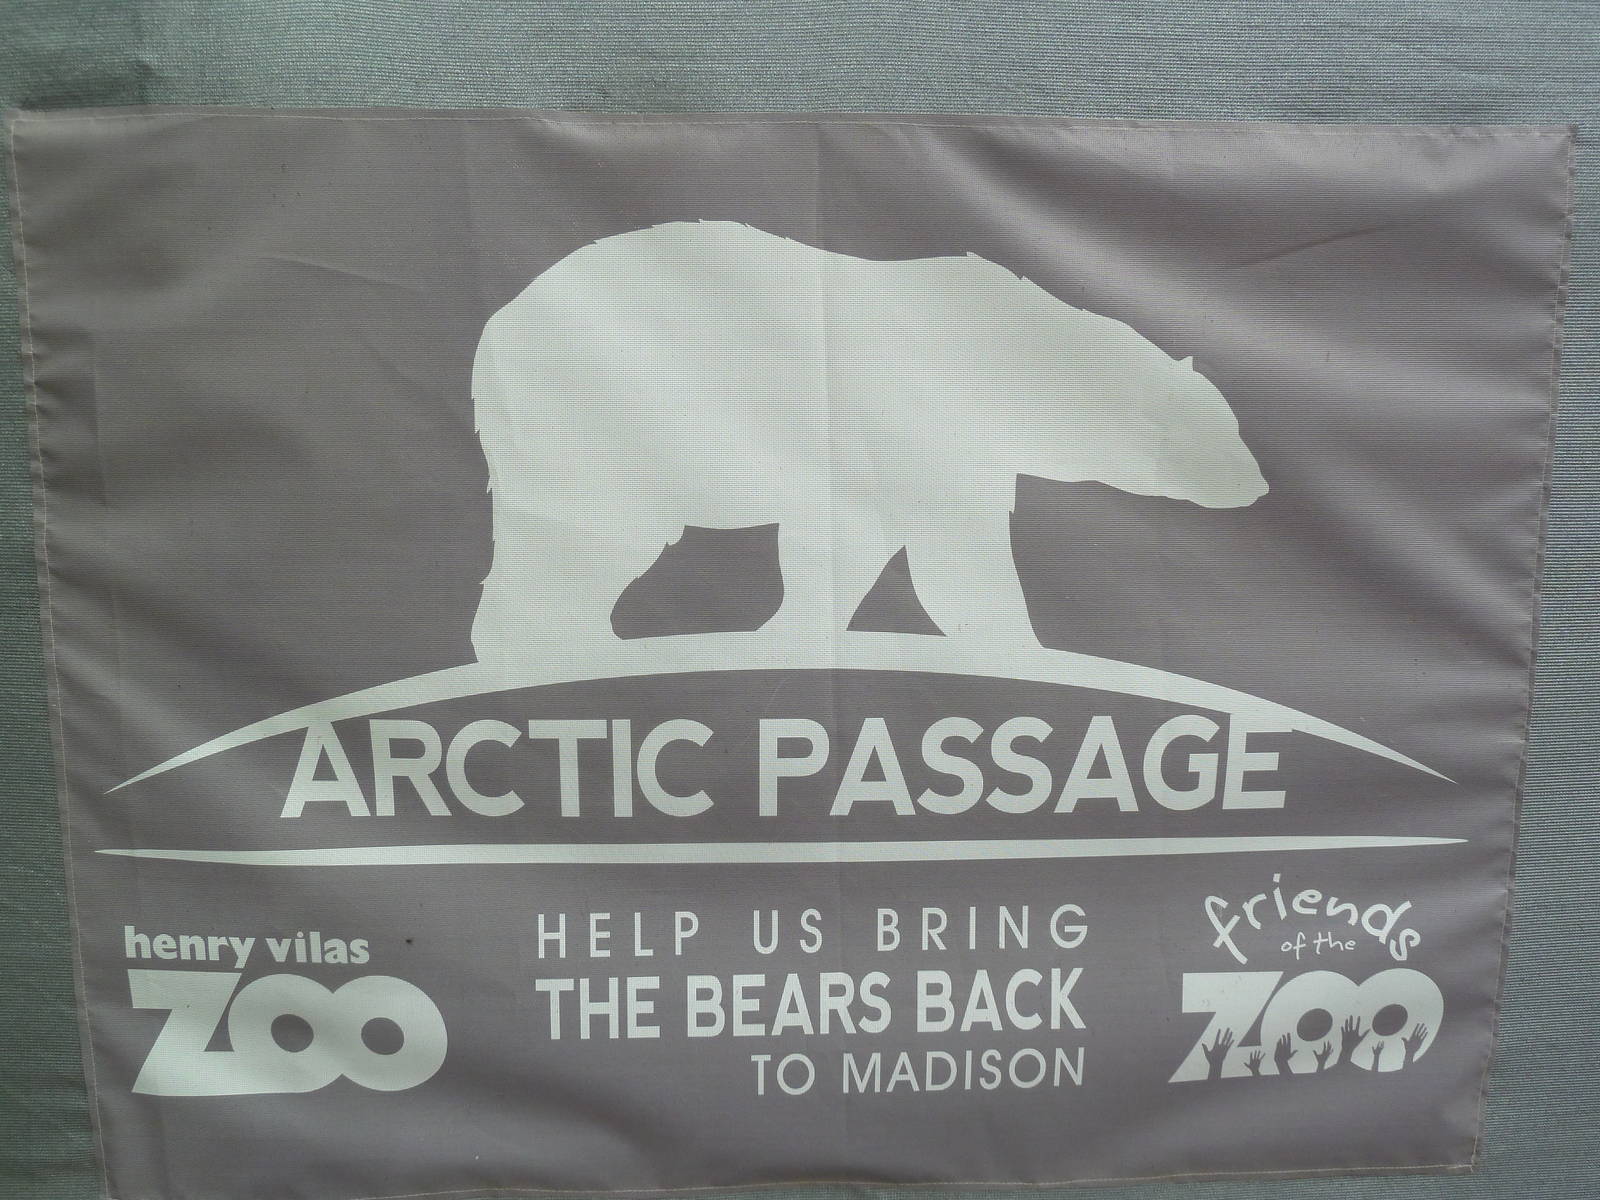 ARCTIC PASSAGE
henry vilas
ZOO
HELP US BRING
THE BEARS BACK
TO MADISON
friends
of the
ZOO